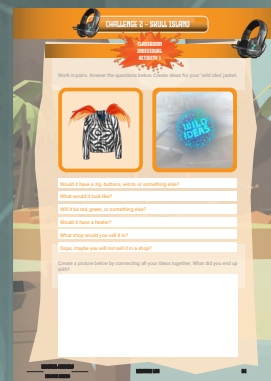 CHALLENGE 2 - SKULL ISLAND
CLASSROOM
INDIVIDUAL
ACTIVITY 1
Work in pairs. Answer the questions below. Create ideas for your 'wild idea' jacket.
WILD
IDEAS
Would it have a zip, buttons, velcro or something else?
What would it look like?
Will it be red, green, or something else?
Would it have a heater?
What shop would you sell it in?
Oops, maybe you will not sell it in a shop?
Create a picture below by connecting all your ideas together. What did you end up
with?